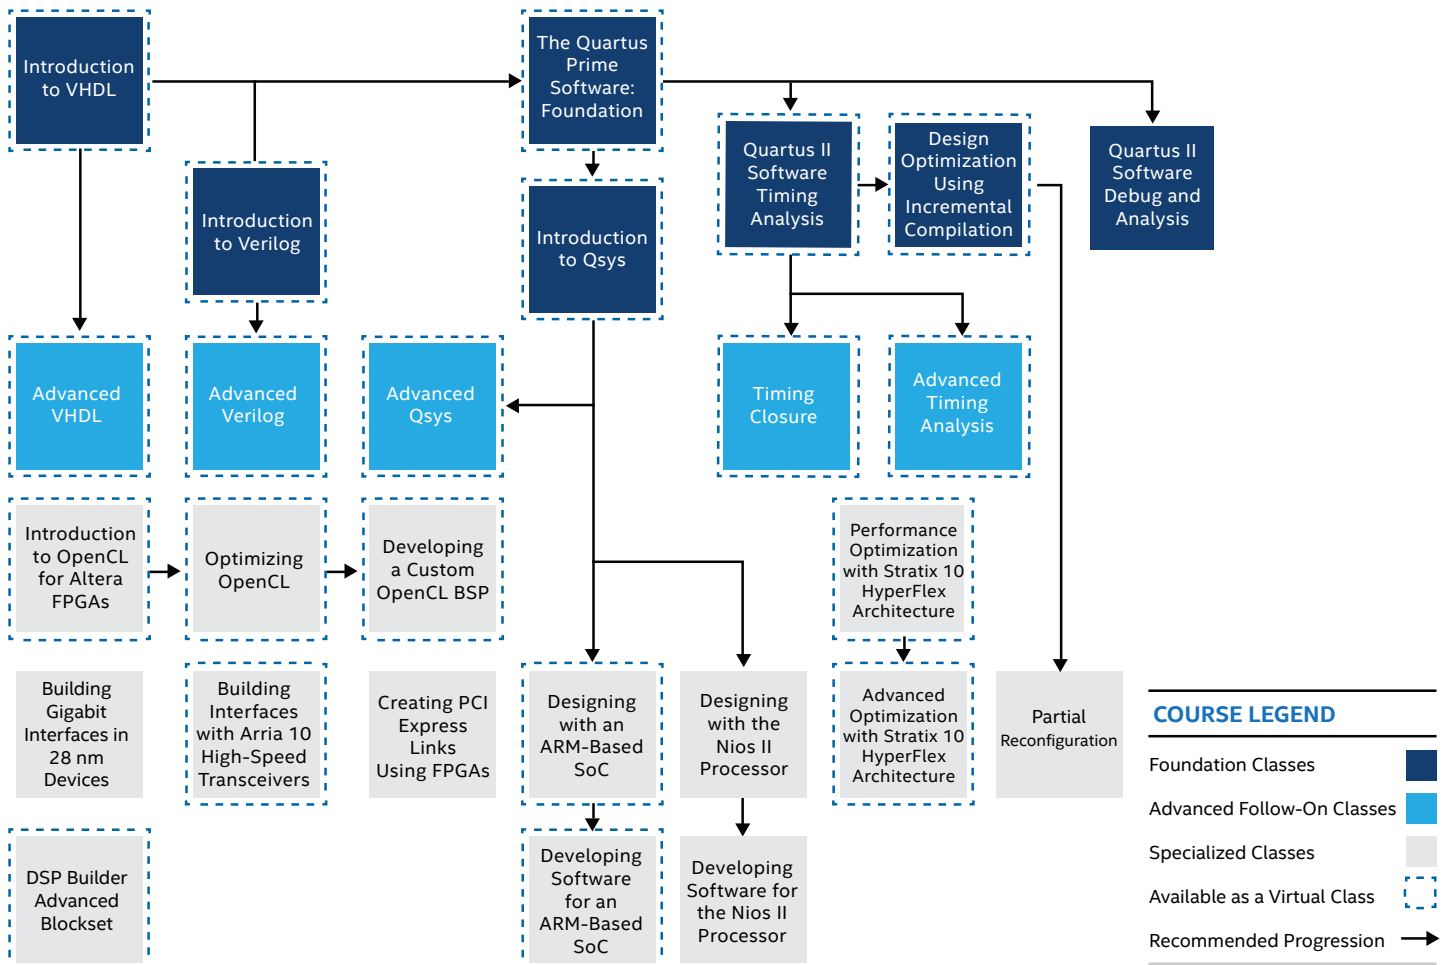 Introduction
to VHDL
The Quartus
Prime
Software:
Foundation
Introduction
to Verilog
Introduction
to Qsys
Quartus II
Software
Timing
Analysis
Design
Optimization
Using
Incremental
Compilation
Quartus II
Software
Debug and
Analysis
Advanced
VHDL
Advanced
Verilog
Advanced
Qsys
Timing
Closure
Advanced
Timing
Analysis
Introduction
to OpenCL
for Altera
FPGAs
Optimizing
OpenCL
Developing
a Custom
OpenCL BSP
Performance
Optimization
with Stratix 10
HyperFlex
Architecture
Building
Gigabit
Interfaces in
28 nm
Devices
Building
Interfaces
with Arria 10
High-Speed
Transceivers
Creating PCI
Express
Links
Using FPGAs
Designing
with an
ARM-Based
SoC
Designing
with the
Nios II
Processor
Advanced
Optimization
with Stratix 10
HyperFlex
Architecture
Partial
Reconfiguration
DSP Builder
Advanced
Blockset
Developing
Software
for an
ARM-Based
SoC
Developing
Software for
the Nios II
Processor
COURSE LEGEND
Foundation Classes
Advanced Follow-On Classes
Specialized Classes
Available as a Virtual Class
Recommended Progression